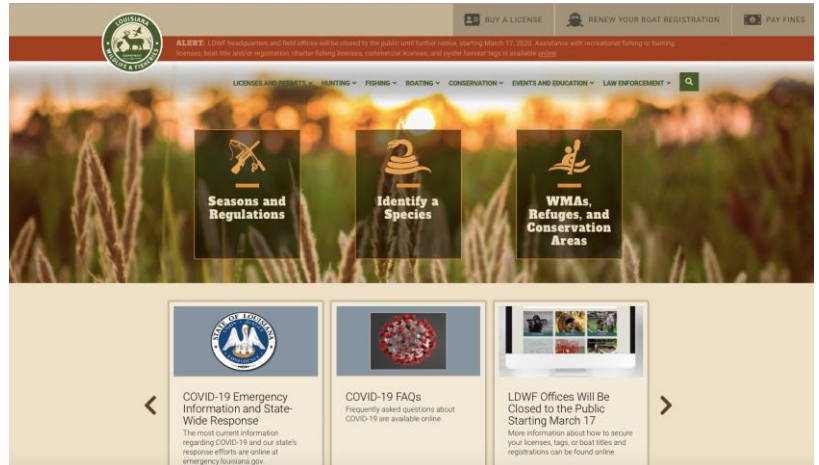 BUY A LICENSE
RENEW YOUR BOAT REGISTRATION
PAY FINES
LOUISIANA
WILDLIFE & FISHERIES
ALERT: LDWF headquarters and field offices will be closed to the public until further notice, starting March 17, 2020. Assistance with recreational fishing or hunting
licenses, boat title and/or registration, charter fishing licenses, commercial licenses, and oyster harvest tags is available online.
LICENSES AND PERMITS
HUNTING
FISHING
BOATING
CONSERVATION
EVENTS AND EDUCATION
LAW ENFORCEMENT
Seasons and
Regulations
Identify a
Species
WMAs,
Refuges, and
Conservation
Areas
STATE OF LOUISIANA
CONFIDENCE
COVID-19 Emergency
Information and State-
Wide Response
The most current information
regarding COVID-19 and our state's
response efforts are online at
emergency.louisiana.gov.
COVID-19 FAQs
Frequently asked questions about
COVID-19 are available online.
LDWF Offices Will Be
Closed to the Public
Starting March 17
More information about how to secure
your licenses, tags, or boat titles and
registrations can be found online.